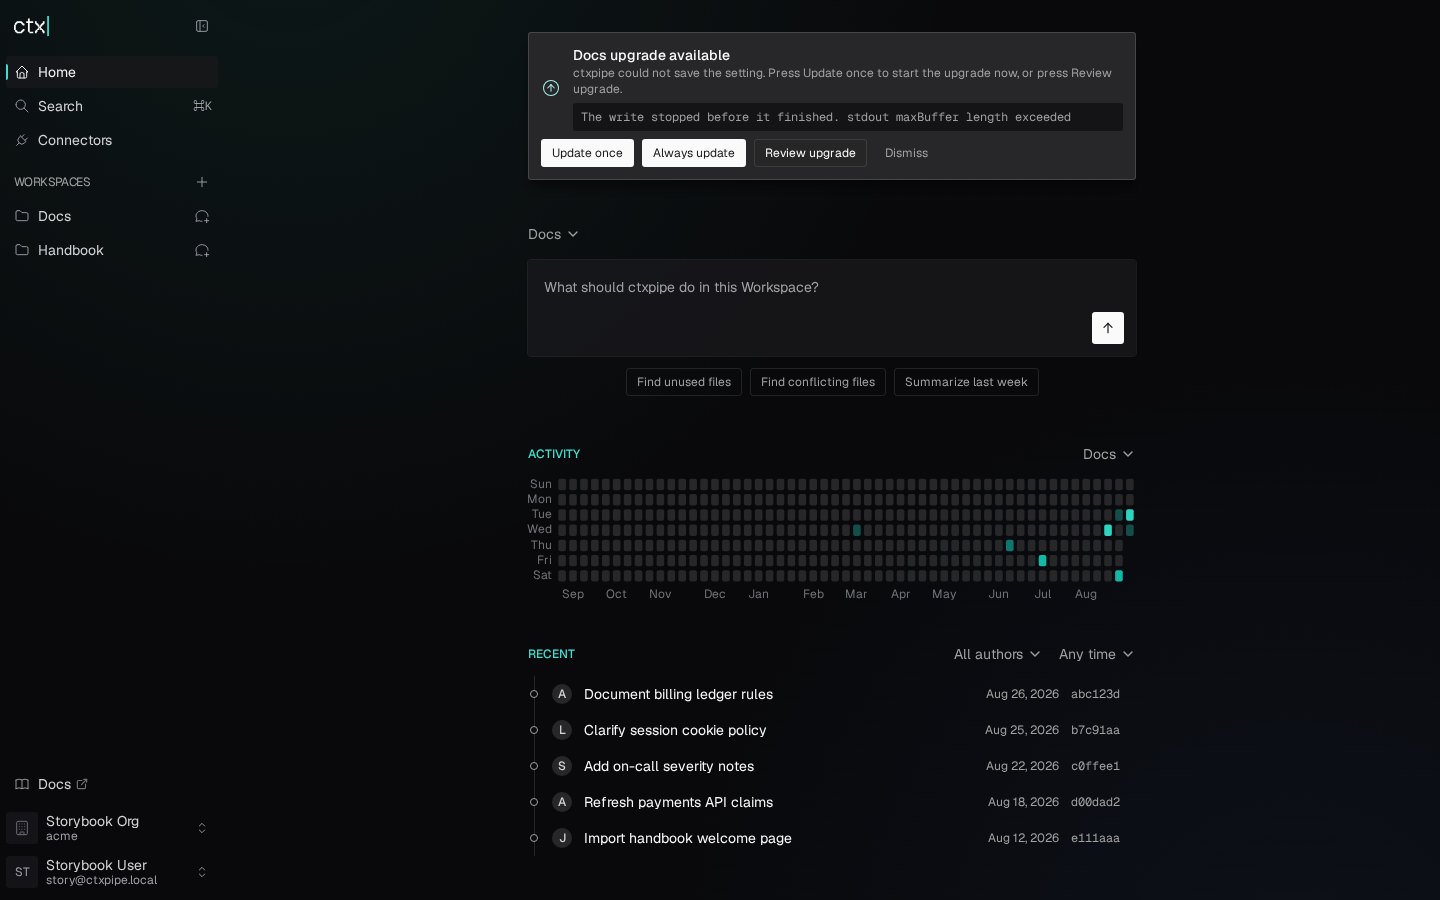 ctx
Home
Search ⌘K
Connectors
WORKSPACES
Docs
Handbook
Docs
Storybook Org
acme
ST
Storybook User
story@ctxpipe.local
Docs upgrade available
ctxpipe could not save the setting. Press Update once to start the upgrade now, or press Review
upgrade.
The write stopped before it finished. stdout maxBuffer length exceeded
Update once Always update Review upgrade Dismiss
Docs
What should ctxpipe do in this Workspace?
Find unused files Find conflicting files Summarize last week
ACTIVITY Docs
Sun
Mon
Tue
Wed
Thu
Fri
Sat
Sep Oct Nov Dec Jan Feb Mar Apr May Jun Jul Aug
RECENT All authors Any time
A Document billing ledger rules Aug 26, 2026 abc123d
L Clarify session cookie policy Aug 25, 2026 b7c91aa
S Add on-call severity notes Aug 22, 2026 c0ffee1
A Refresh payments API claims Aug 18, 2026 d00dad2
J Import handbook welcome page Aug 12, 2026 e111aaa